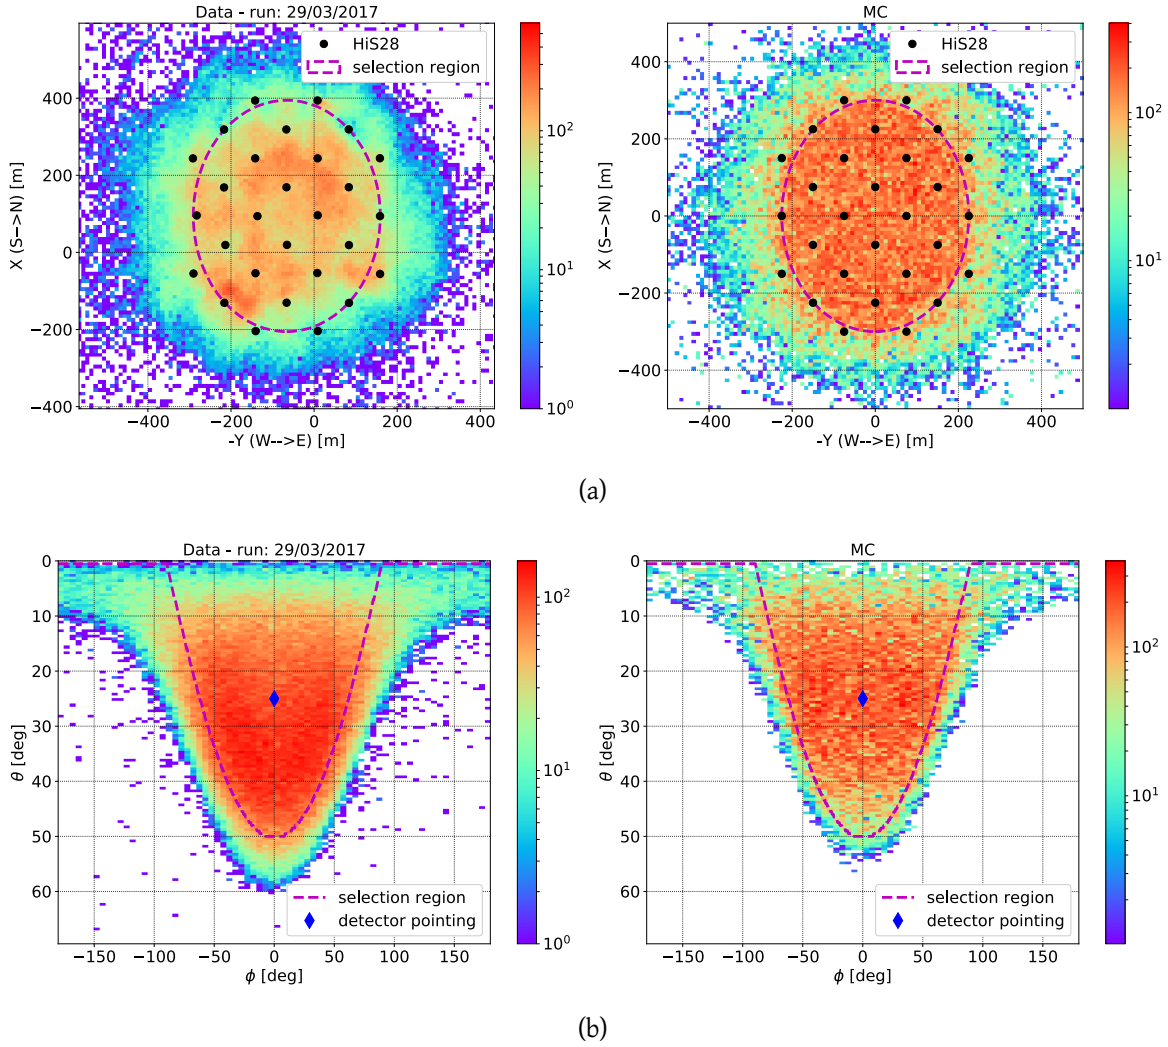 Data - run: 29/03/2017
HiS28
selection region
400
200
0
−200
−400
X (S−->N) [m]
−400 −200 0 200 400
-Y (W-->E) [m]
10^2
10^1
10^0
MC
HiS28
selection region
400
200
0
−200
−400
X (S−->N) [m]
−400 −200 0 200 400
-Y (W-->E) [m]
10^2
10^1
(a)
Data - run: 29/03/2017
0
10
20
30
40
50
60
θ [deg]
selection region
detector pointing
−150 −100 −50 0 50 100 150
ϕ [deg]
10^2
10^1
10^0
MC
0
10
20
30
40
50
60
θ [deg]
selection region
detector pointing
−150 −100 −50 0 50 100 150
ϕ [deg]
10^2
10^1
(b)